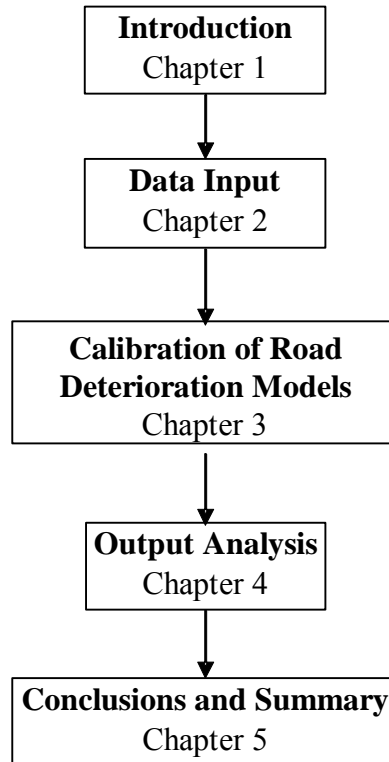 Introduction
Chapter 1
Data Input
Chapter 2
Calibration of Road
Deterioration Models
Chapter 3
Output Analysis
Chapter 4
Conclusions and Summary
Chapter 5